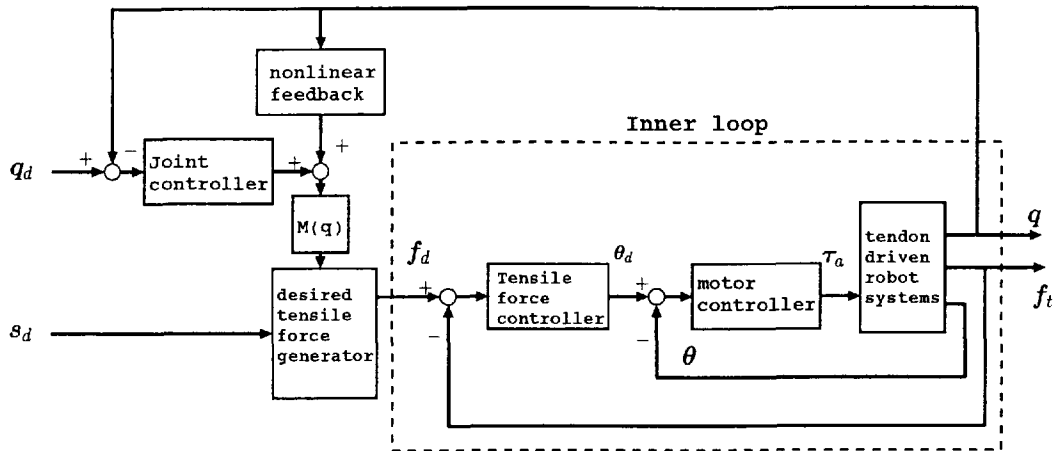 nonlinear
feedback
Inner loop
+
q_d
+
−
Joint
controller
+
M(q)
q
f_d
θ_d
τ_a
tendon
driven
robot
systems
f_t
s_d
desired
tensile
force
generator
+
−
Tensile
force
controller
+
−
θ
motor
controller